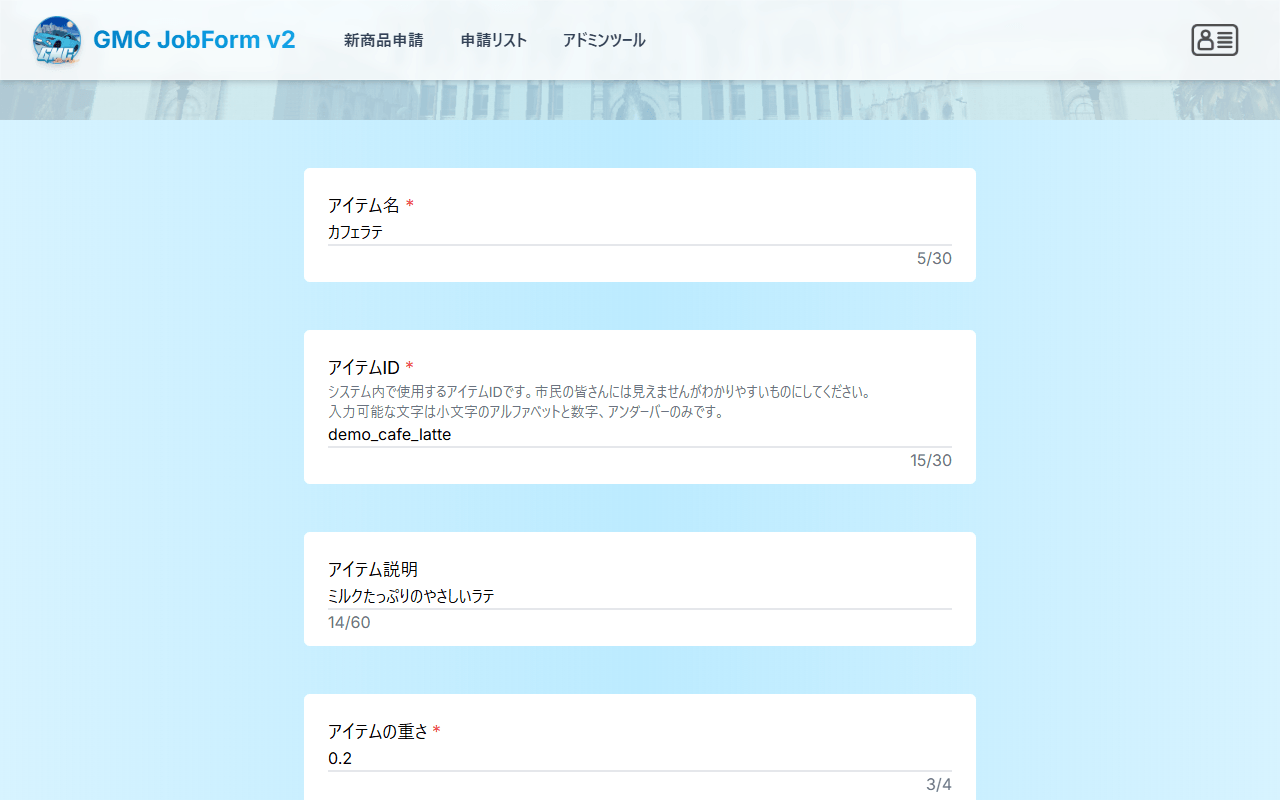 GMC
GMC JobForm v2
新商品申請
申請リスト
アドミンツール
アイテム名 *
カフェラテ
5/30
アイテムID *
システム内で使用するアイテムIDです。市民の皆さんには見えませんがわかりやすいものにしてください。
入力可能な文字は小文字のアルファベットと数字、アンダーバーのみです。
demo_cafe_latte
15/30
アイテム説明
ミルクたっぷりのやさしいラテ
14/60
アイテムの重さ *
0.2
3/4